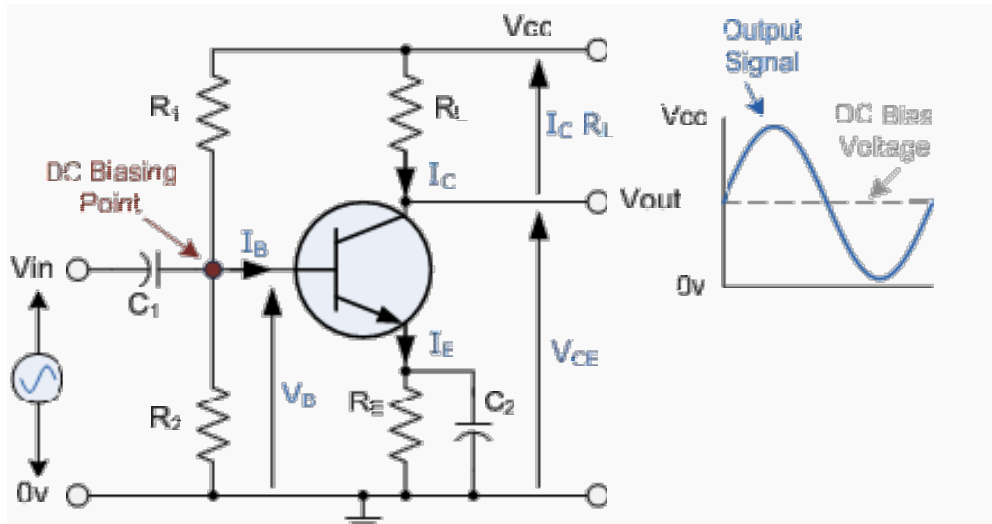 Vcc
Output
Signal
R1
RL
IC RL
Vcc
DC Bias
Voltage
DC Biasing
Point
IC
Vout
IB
Vin
C1
0v
IE
VCE
VB
R2
RE
C2
0v